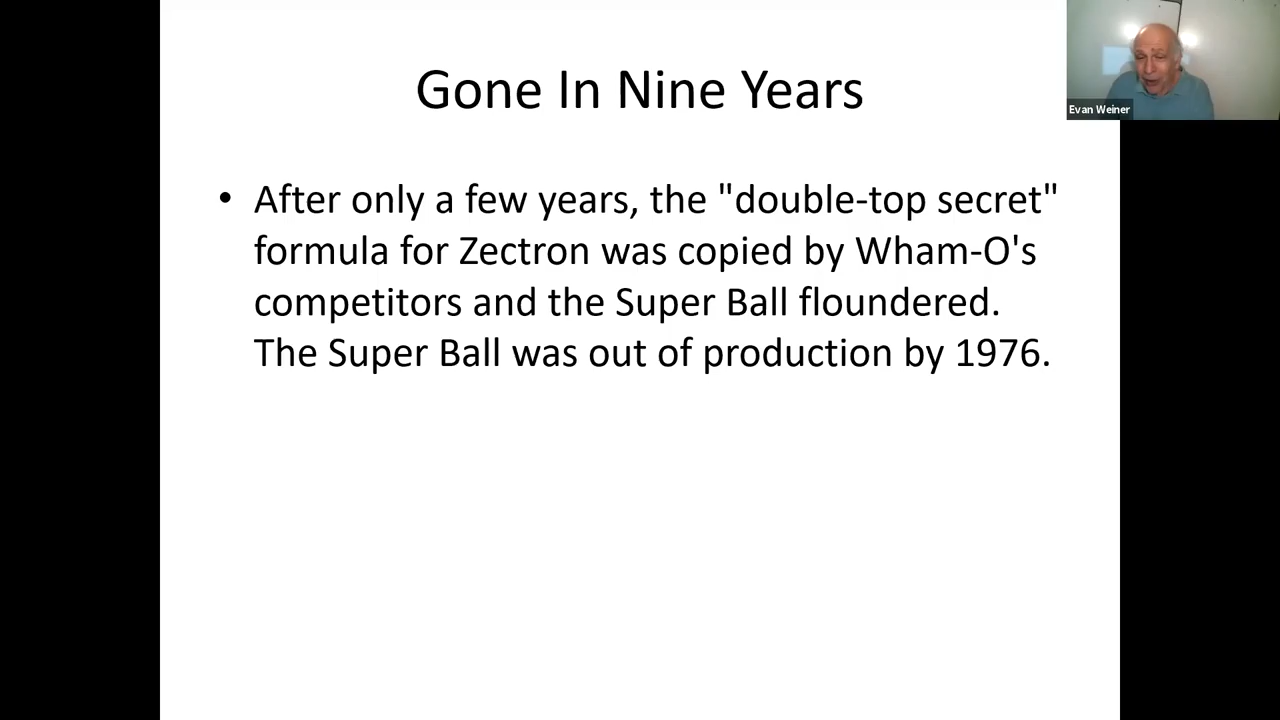 Gone In Nine Years
Evan Weiner
• After only a few years, the "double-top secret"
formula for Zectron was copied by Wham-O's
competitors and the Super Ball floundered.
The Super Ball was out of production by 1976.